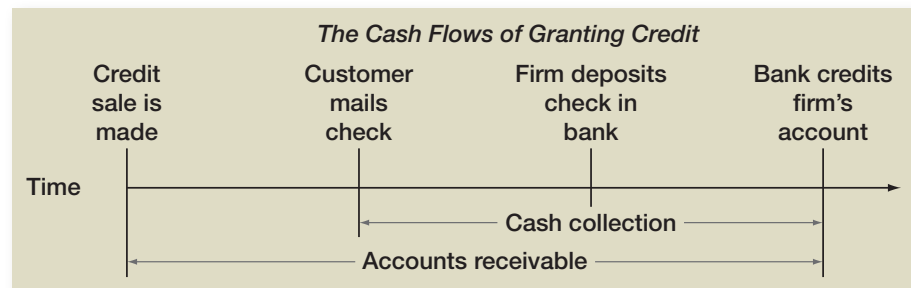 The Cash Flows of Granting Credit
Credit
sale is
made
Customer
mails
check
Firm deposits
check in
bank
Bank credits
firm’s
account
Time
Cash collection
Accounts receivable